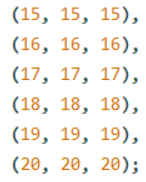 (15, 15, 15),
(16, 16, 16),
(17, 17, 17),
(18, 18, 18),
(19, 19, 19),
(20, 20, 20);